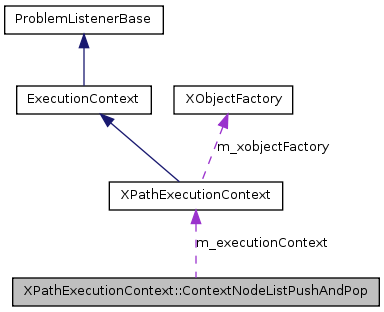 ProblemListenerBase
ExecutionContext
XObjectFactory
m_xobjectFactory
XPathExecutionContext
m_executionContext
XPathExecutionContext::ContextNodeListPushAndPop